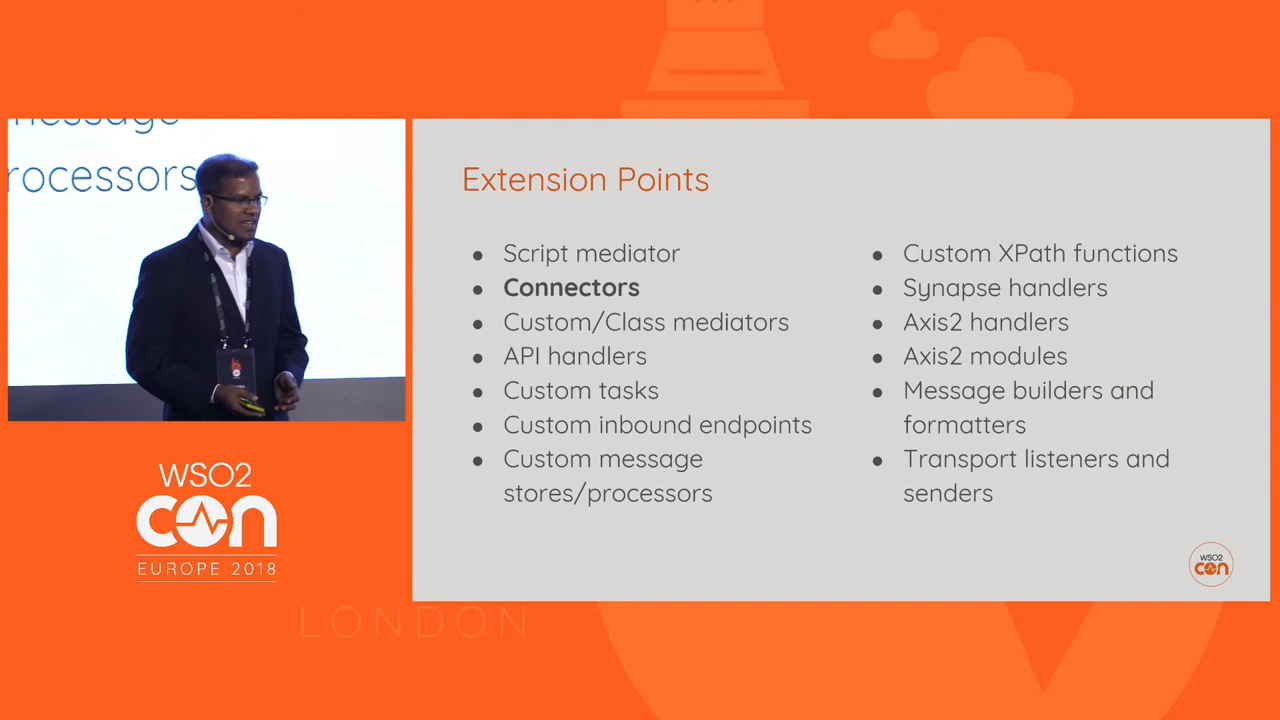 message
rocessors
WSO2
con
EUROPE 2018
LONDON
Extension Points
● Script mediator
● Connectors
● Custom/Class mediators
● API handlers
● Custom tasks
● Custom inbound endpoints
● Custom message
stores/processors
● Custom XPath functions
● Synapse handlers
● Axis2 handlers
● Axis2 modules
● Message builders and
formatters
● Transport listeners and
senders
WSO2
con